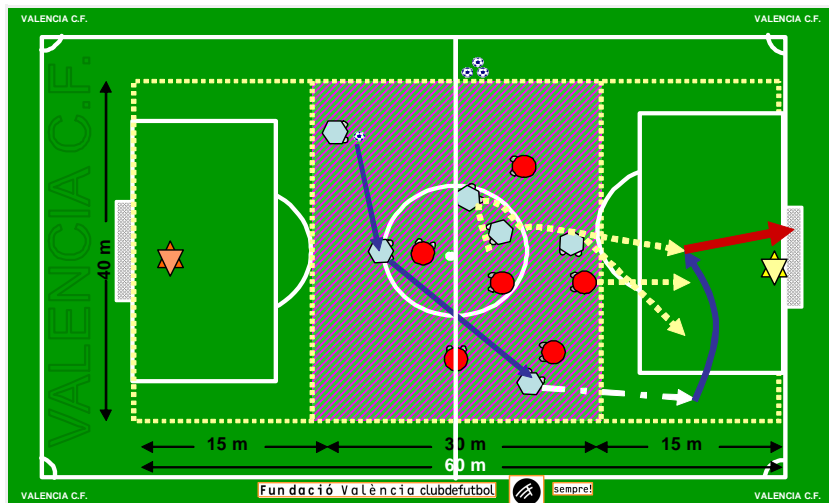 VALENCIA C.F.
VALENCIA C.F.
VALENCIA C.F.
40 m
15 m
30 m
15 m
60 m
Fundació València clubdefutbol
sempre!
VALENCIA C.F.
VALENCIA C.F.